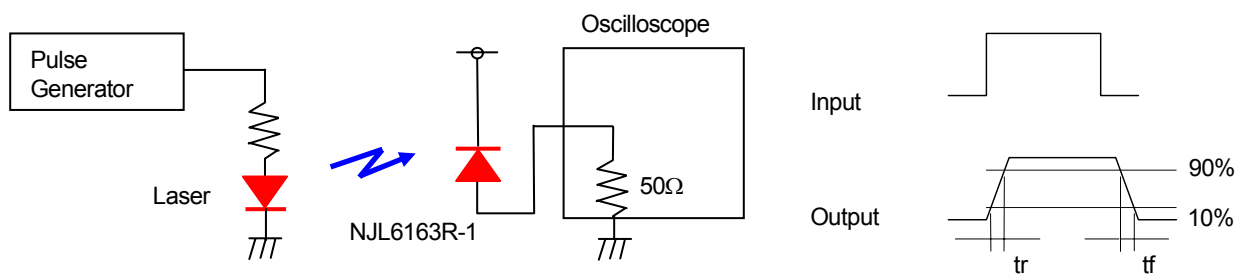 Oscilloscope
Pulse
Generator
Laser
NJL6163R-1
50Ω
Input
Output
90%
10%
tr
tf